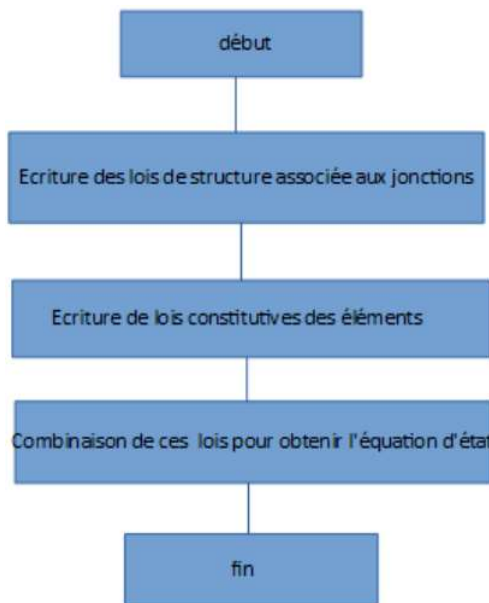 début
Ecriture des lois de structure associée aux jonctions
Ecriture de lois constitutives des éléments
Combinaison de ces lois pour obtenir l'équation d'état
fin